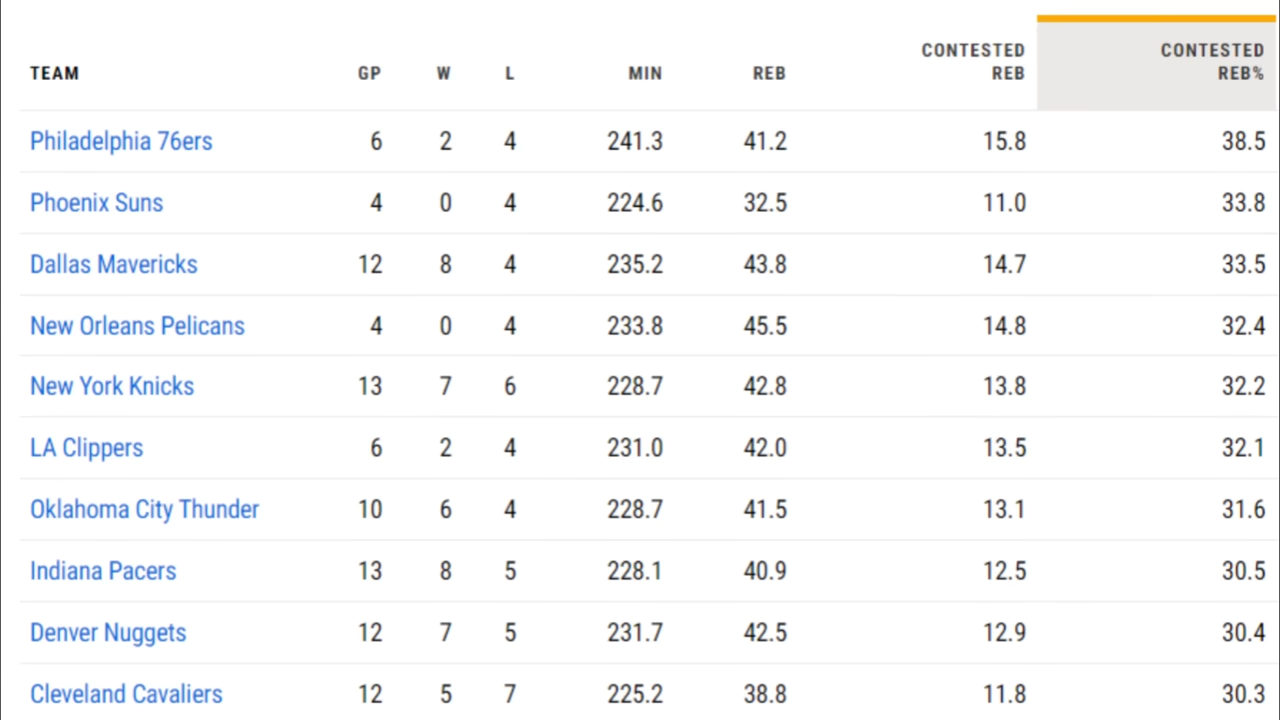 TEAM GP W L MIN REB CONTESTED REB CONTESTED REB%
Philadelphia 76ers 6 2 4 241.3 41.2 15.8 38.5
Phoenix Suns 4 0 4 224.6 32.5 11.0 33.8
Dallas Mavericks 12 8 4 235.2 43.8 14.7 33.5
New Orleans Pelicans 4 0 4 233.8 45.5 14.8 32.4
New York Knicks 13 7 6 228.7 42.8 13.8 32.2
LA Clippers 6 2 4 231.0 42.0 13.5 32.1
Oklahoma City Thunder 10 6 4 228.7 41.5 13.1 31.6
Indiana Pacers 13 8 5 228.1 40.9 12.5 30.5
Denver Nuggets 12 7 5 231.7 42.5 12.9 30.4
Cleveland Cavaliers 12 5 7 225.2 38.8 11.8 30.3